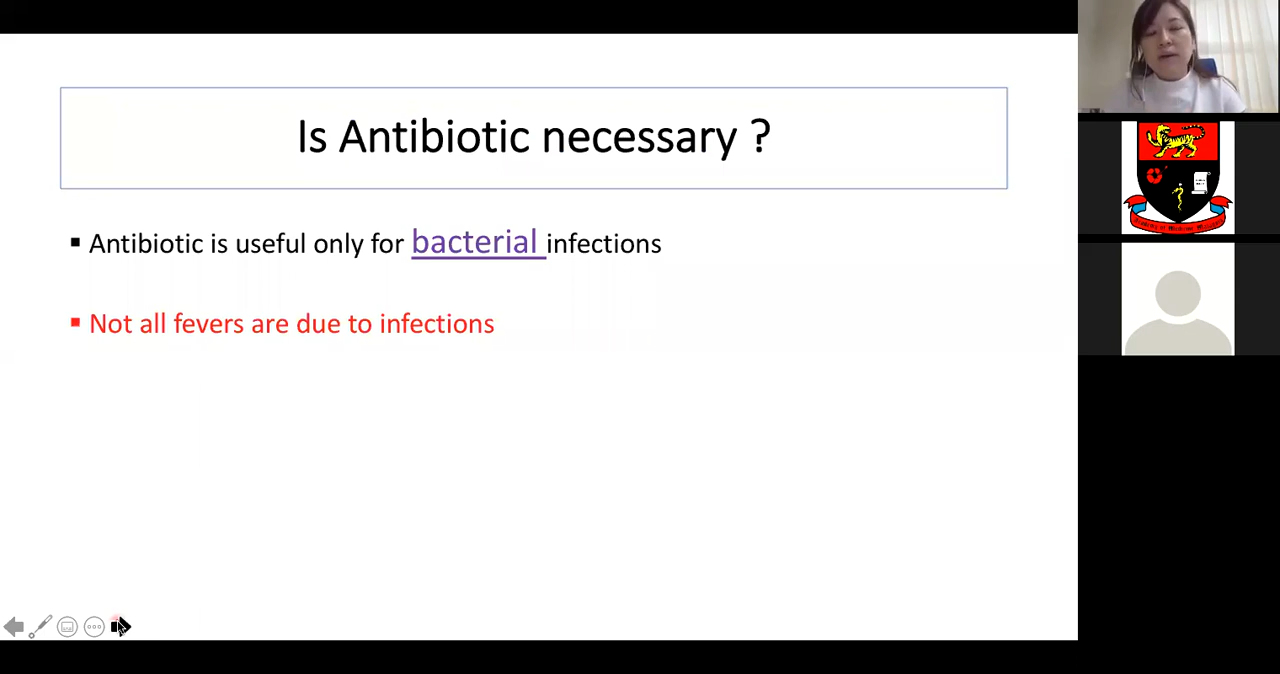 Is Antibiotic necessary ?
▪ Antibiotic is useful only for bacterial infections
▪ Not all fevers are due to infections